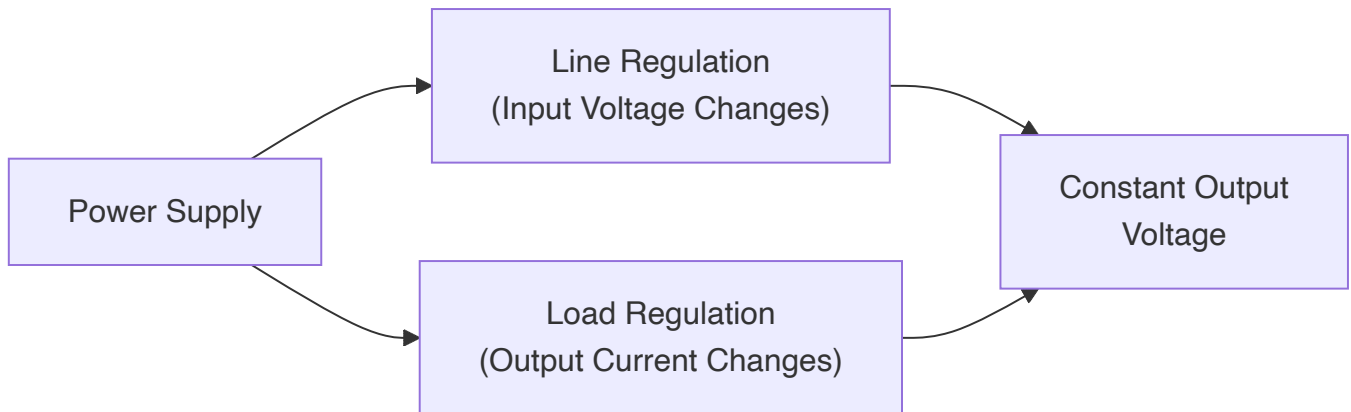 Power Supply
Line Regulation
(Input Voltage Changes)
Load Regulation
(Output Current Changes)
Constant Output
Voltage